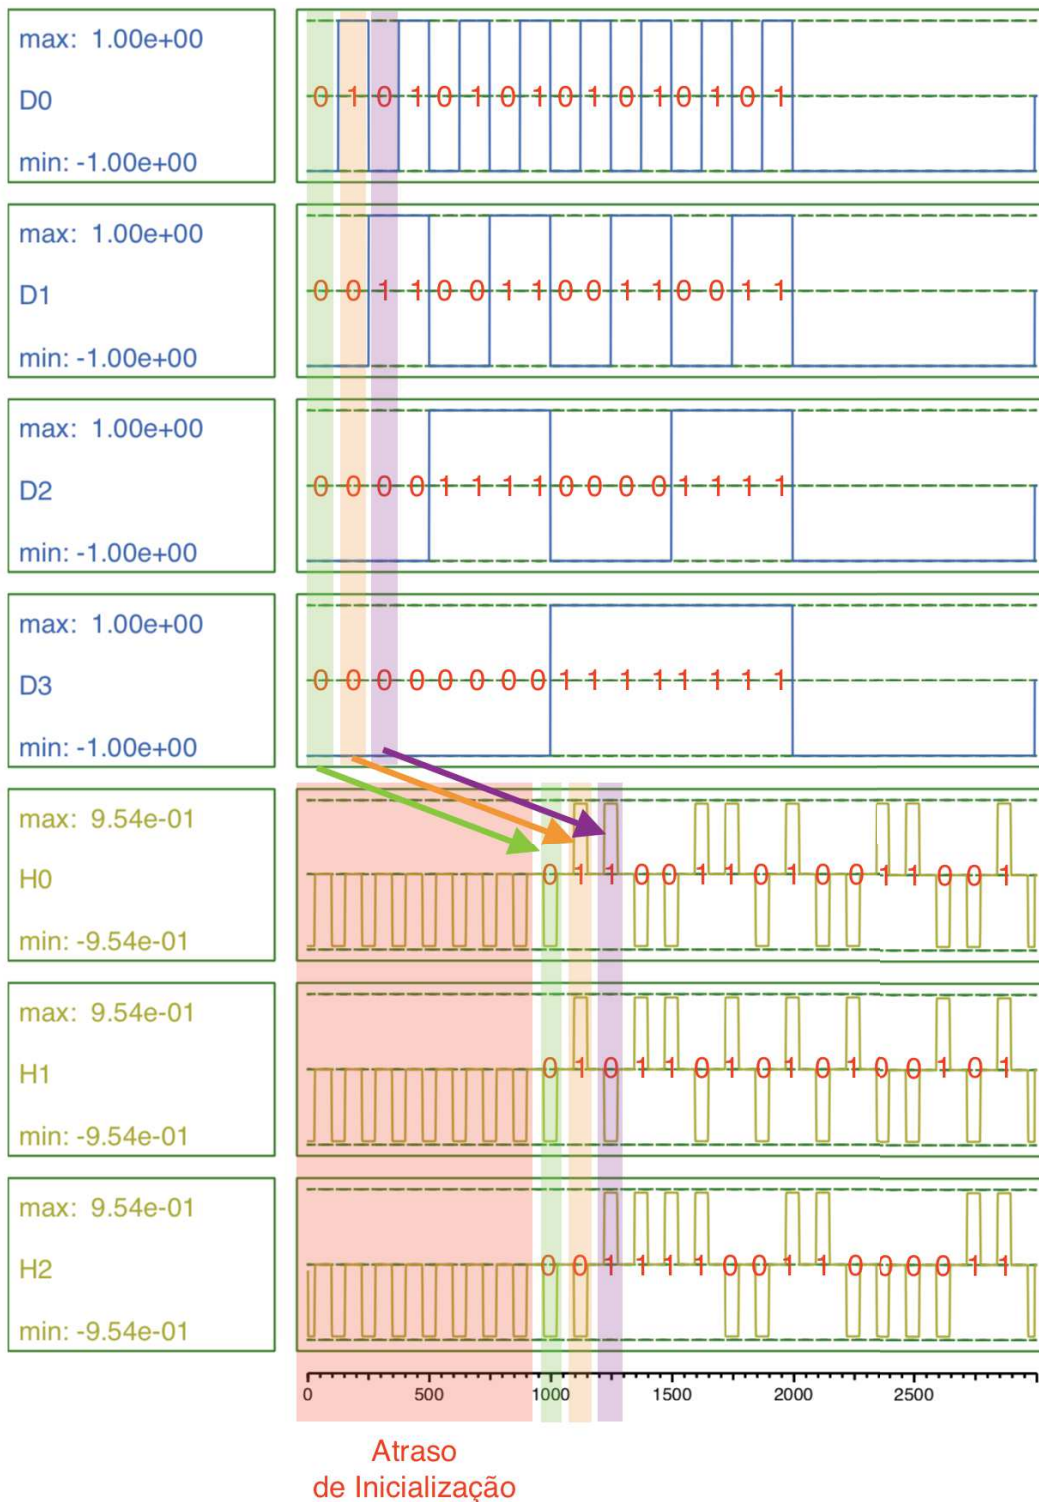 max: 1.00e+00
D0
0 1 0 1 0 1 0 1 0 1 0 1 0 1 0 1
min: -1.00e+00
max: 1.00e+00
D1
0 0 1 1 0 0 1 1 0 0 1 1 0 0 1 1
min: -1.00e+00
max: 1.00e+00
D2
0 0 0 0 1 1 1 1 0 0 0 0 1 1 1 1
min: -1.00e+00
max: 1.00e+00
D3
0 0 0 0 0 0 0 0 1 1 1 1 1 1 1 1
min: -1.00e+00
max: 9.54e-01
H0
0 1 1 0 0 1 1 0 1 0 0 1 1 0 0 1
min: -9.54e-01
max: 9.54e-01
H1
0 1 0 1 1 0 1 0 1 0 1 0 0 1 0 1
min: -9.54e-01
max: 9.54e-01
H2
0 0 1 1 1 1 0 0 1 1 0 0 0 0 1 1
min: -9.54e-01
0 500 1000 1500 2000 2500
Atraso
de Inicialização